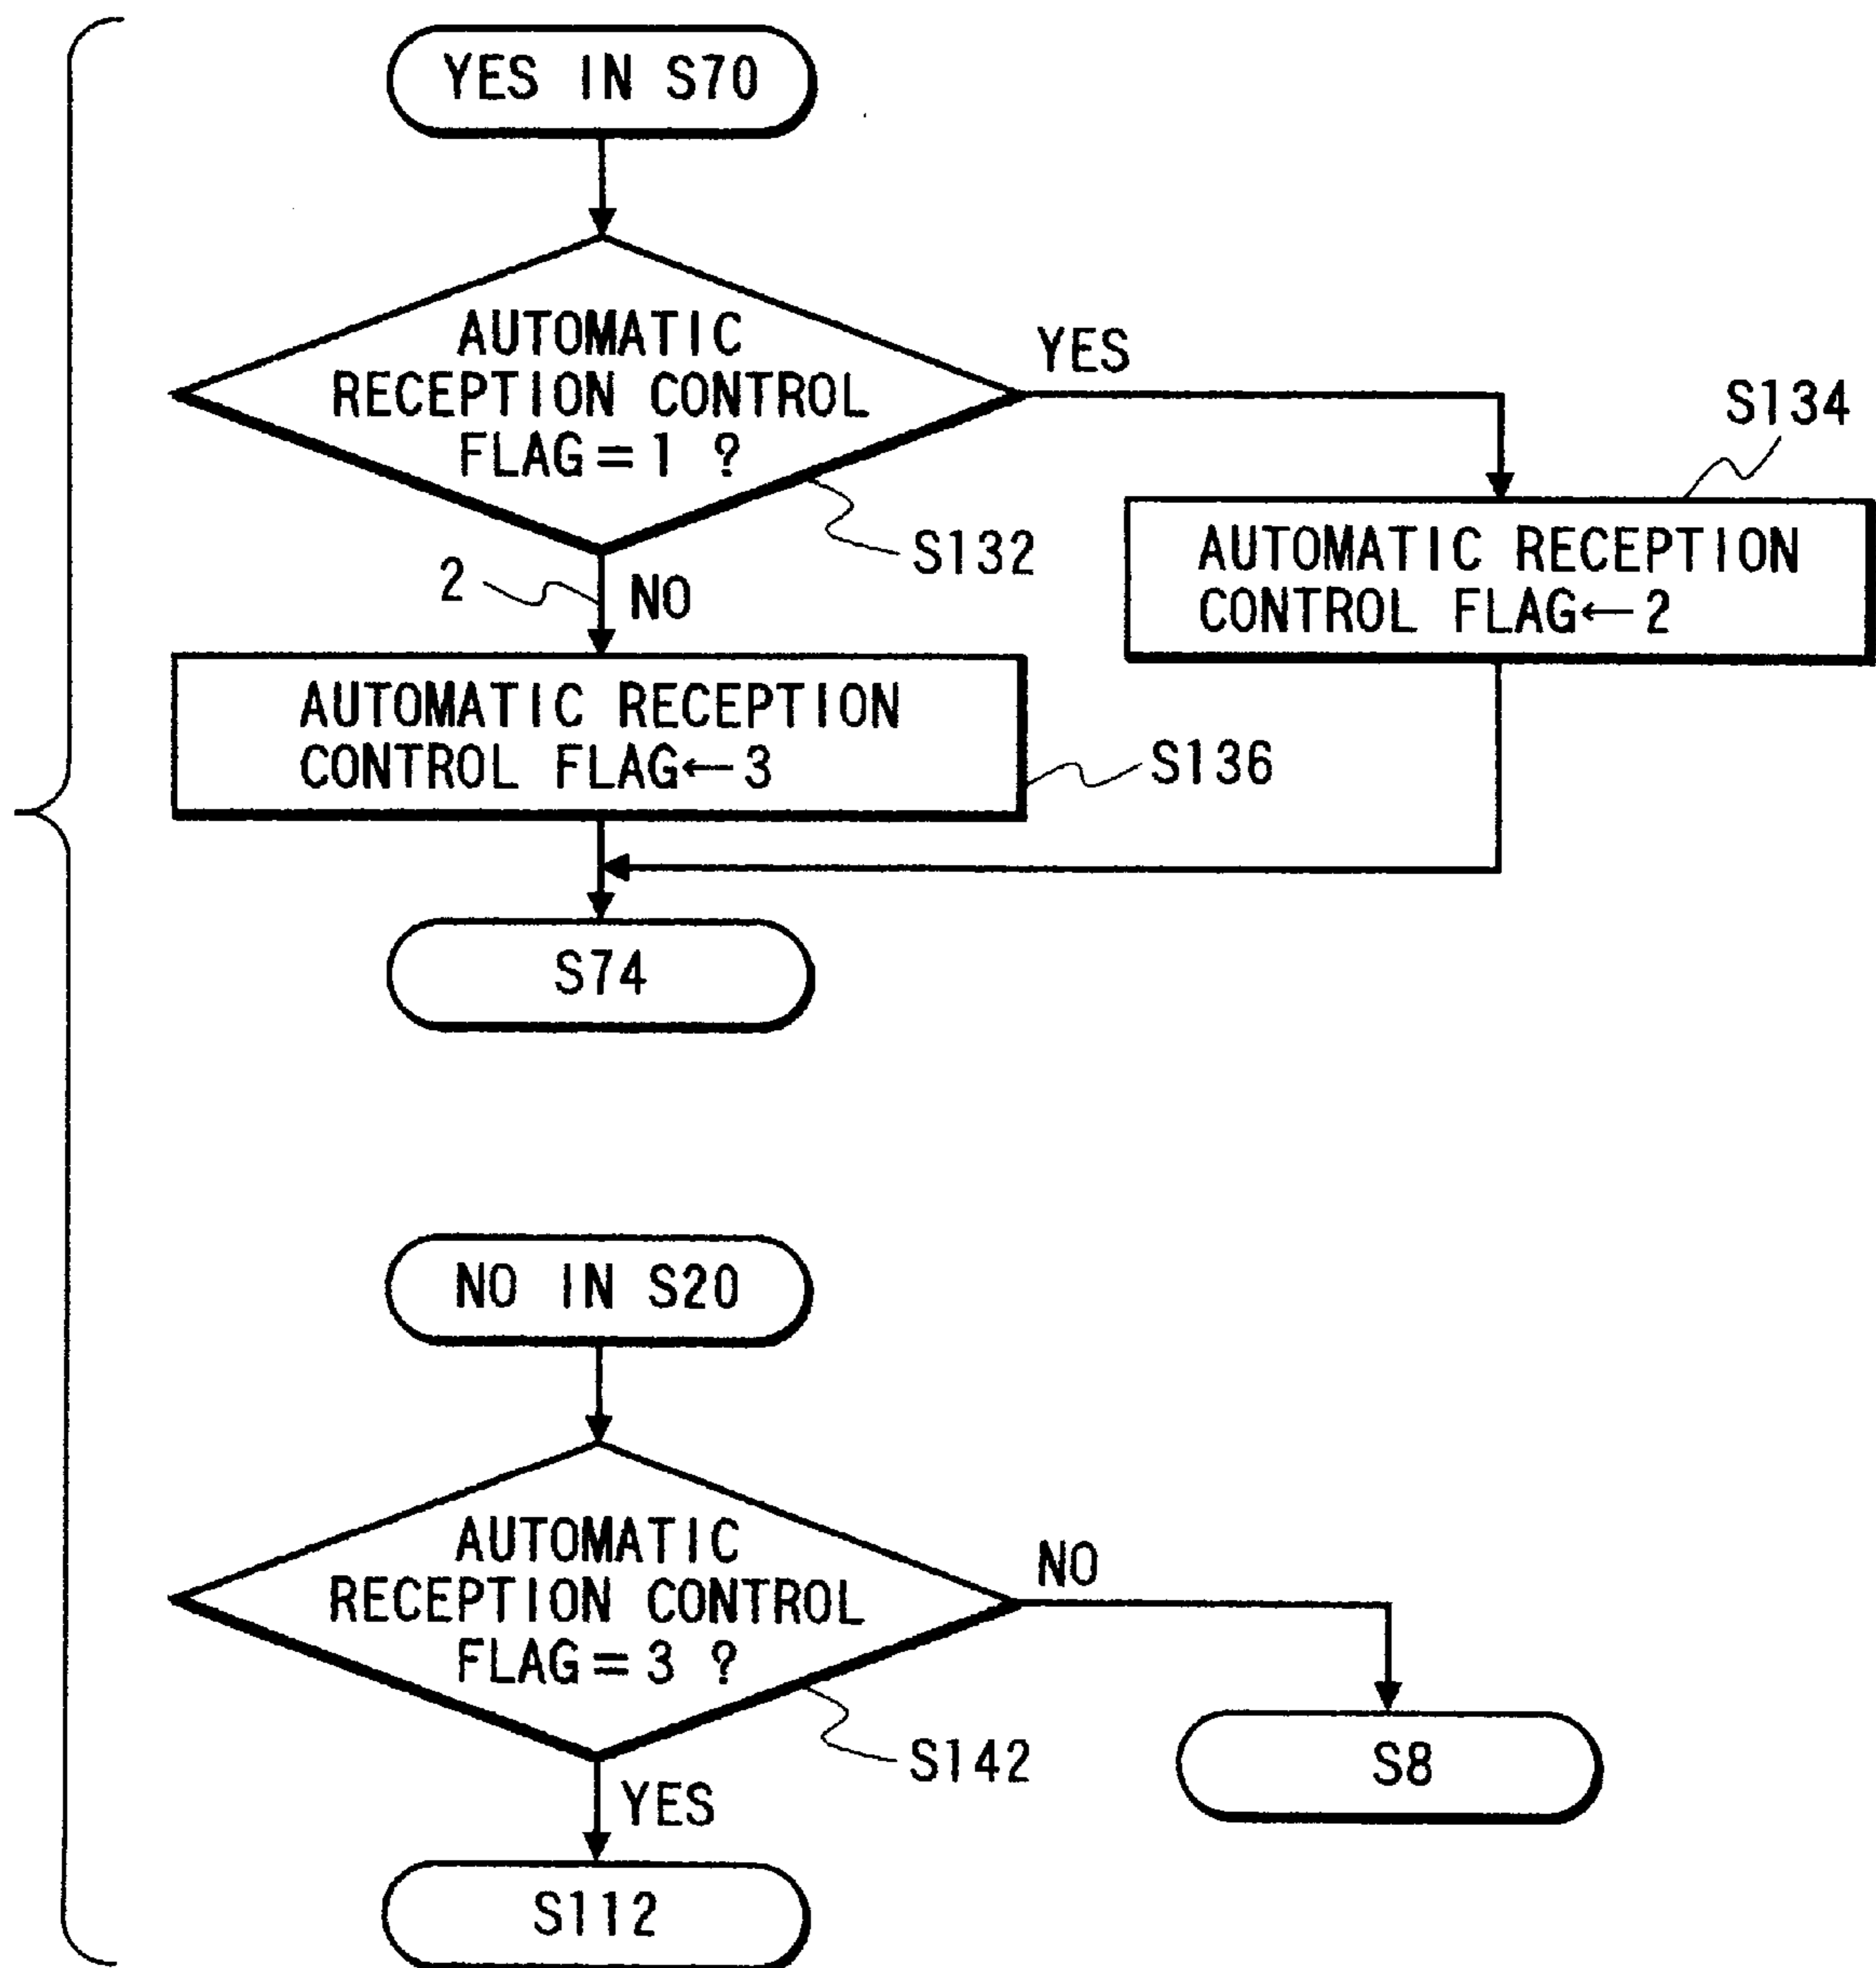 YES IN S70
AUTOMATIC
RECEPTION CONTROL
FLAG=1 ?
YES
S134
S132
AUTOMATIC RECEPTION
CONTROL FLAG←2
2
NO
AUTOMATIC RECEPTION
CONTROL FLAG←3
S136
S74
NO IN S20
AUTOMATIC
RECEPTION CONTROL
FLAG=3 ?
NO
S142
S8
YES
S112